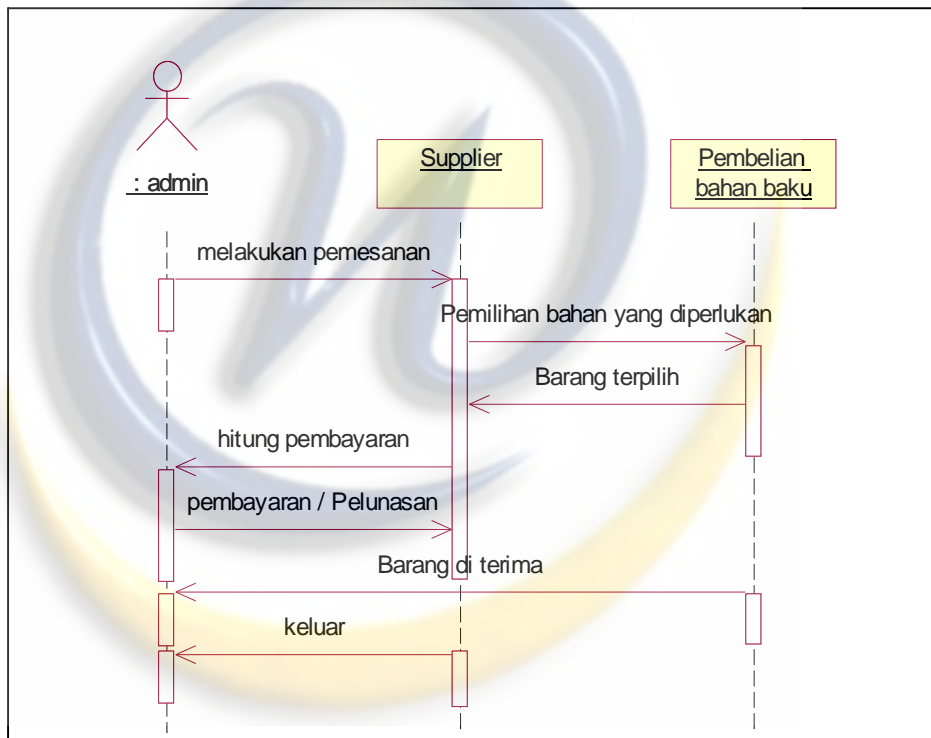 : admin
Supplier
Pembelian
bahan baku
melakukan pemesanan
Pemilihan bahan yang diperlukan
Barang terpilih
hitung pembayaran
pembayaran / Pelunasan
Barang di terima
keluar